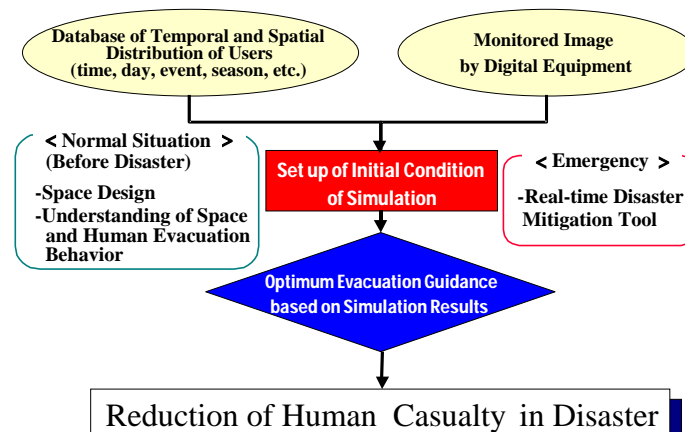 Database of Temporal and Spatial
Distribution of Users
(time, day, event, season, etc.)
Monitored Image
by Digital Equipment
< Normal Situation >
(Before Disaster)
-Space Design
-Understanding of Space
and Human Evacuation
Behavior
Set up of Initial Condition
of Simulation
< Emergency >
-Real-time Disaster
Mitigation Tool
Optimum Evacuation Guidance
based on Simulation Results
Reduction of Human Casualty in Disaster